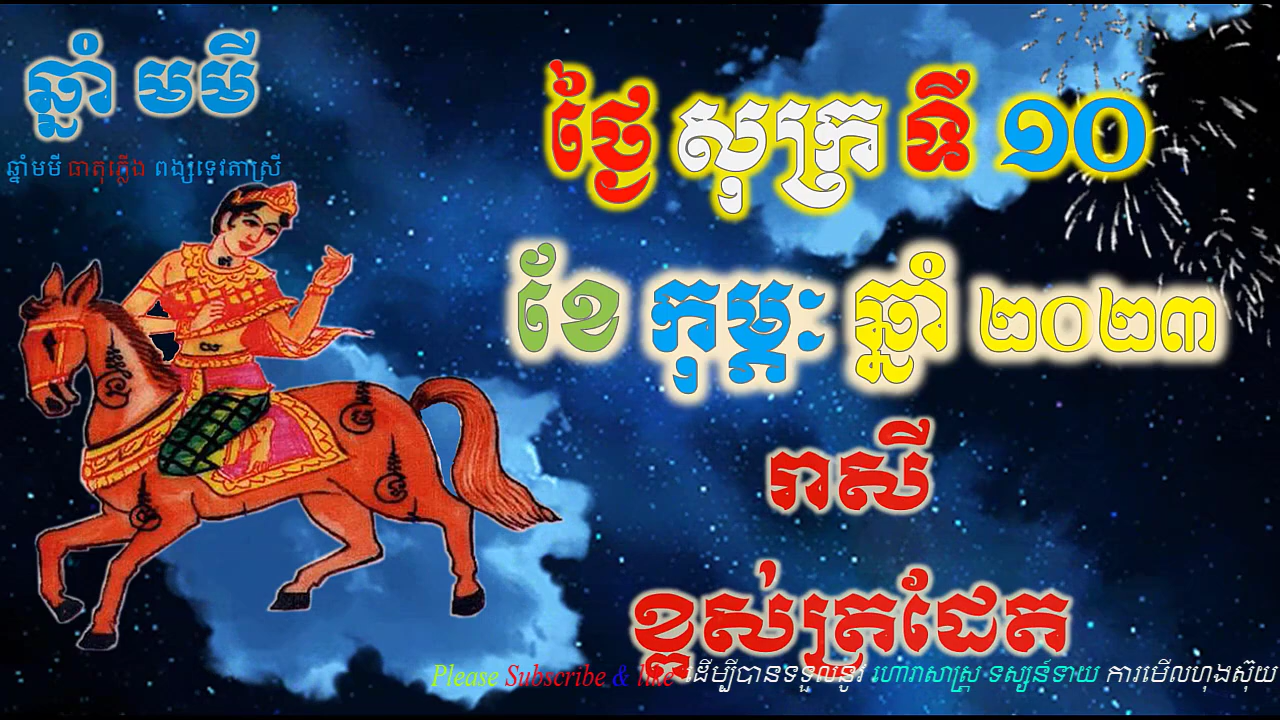 ឆ្នាំ មមី
ឆ្នាំមមី ធាតុភ្លើង ពង្សទេវតាស្រី
ថ្ងៃ សុក្រ ទី ១០
ខែ កុម្ភៈ ឆ្នាំ ២០២៣
រាសី
ខ្ពស់ត្រដែត
Please Subscribe & like ដើម្បីបានទទួលនូវ ហោរាសាស្ត្រ ទស្សន៍ទាយ ការមើលហុងស៊ុយ